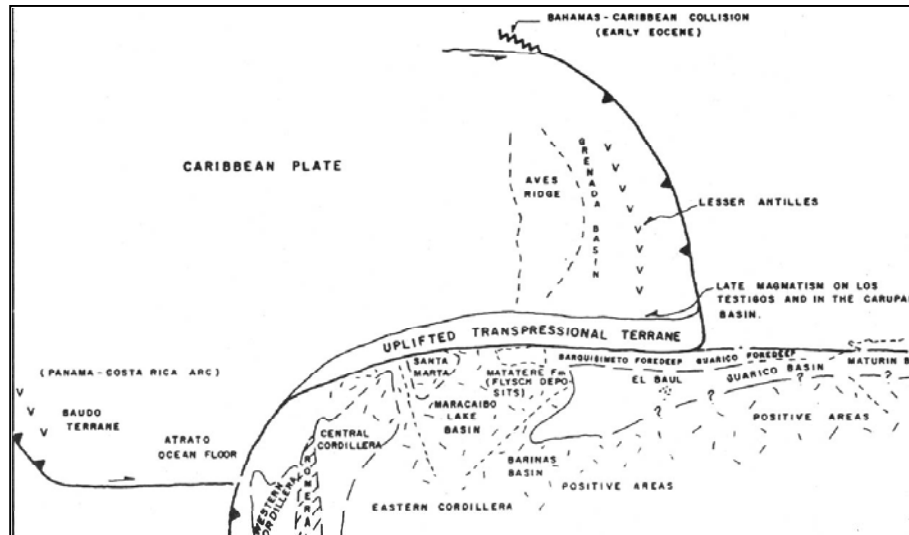 BAHAMAS-CARIBBEAN COLLISION
(EARLY EOCENE)
CARIBBEAN PLATE
AVES
RIDGE
GRENADA BASIN
LESSER ANTILLES
LATE MAGMATISM ON LOS
TESTIGOS AND IN THE CARUPA
BASIN.
UPLIFTED TRANSPRESSIONAL TERRANE
BARQUISIMETO FOREDEEP GUARICO FOREDEEP
MATURIN B
SANTA
MARTA
MATATERE Fm
(FLYSCH DEPO-
SITS)
EL BAUL
GUARICO BASIN
(PANAMA-COSTA RICA ARC)
BAUDO
TERRANE
MARACAIBO
LAKE
BASIN
POSITIVE AREAS
ATRATO
OCEAN FLOOR
CENTRAL
CORDILLERA
BARINAS
BASIN
POSITIVE AREAS
WESTERN
CORDILLERA
ROMERA
EASTERN CORDILLERA